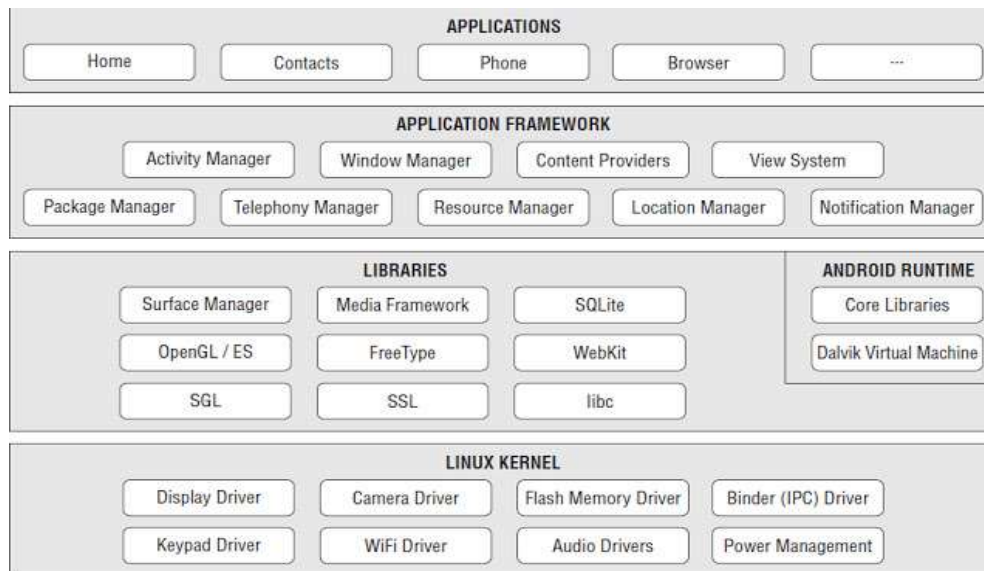 APPLICATIONS
Home Contacts Phone Browser ...
APPLICATION FRAMEWORK
Activity Manager Window Manager Content Providers View System
Package Manager Telephony Manager Resource Manager Location Manager Notification Manager
LIBRARIES ANDROID RUNTIME
Surface Manager Media Framework SQLite Core Libraries
OpenGL / ES FreeType WebKit Dalvik Virtual Machine
SGL SSL libc
LINUX KERNEL
Display Driver Camera Driver Flash Memory Driver Binder (IPC) Driver
Keypad Driver WiFi Driver Audio Drivers Power Management